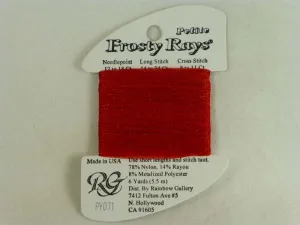 Petite
Frosty Rays®
Needlepoint Long Stitch Cross-Stitch
Made in USA
Use short lengths and stitch taut.
78% Nylon, 14% Rayon
8% Metalized Polyester
6 Yards (5.5 m)
RG
Dist. By Rainbow Gallery
7412 Fulton Ave #5
PY071
N. Hollywood
CA 91605